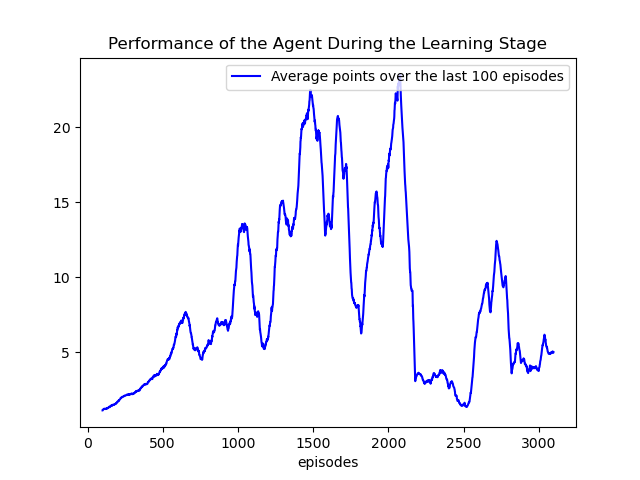 Performance of the Agent During the Learning Stage
Average points over the last 100 episodes
20
15
10
5
0 500 1000 1500 2000 2500 3000
episodes